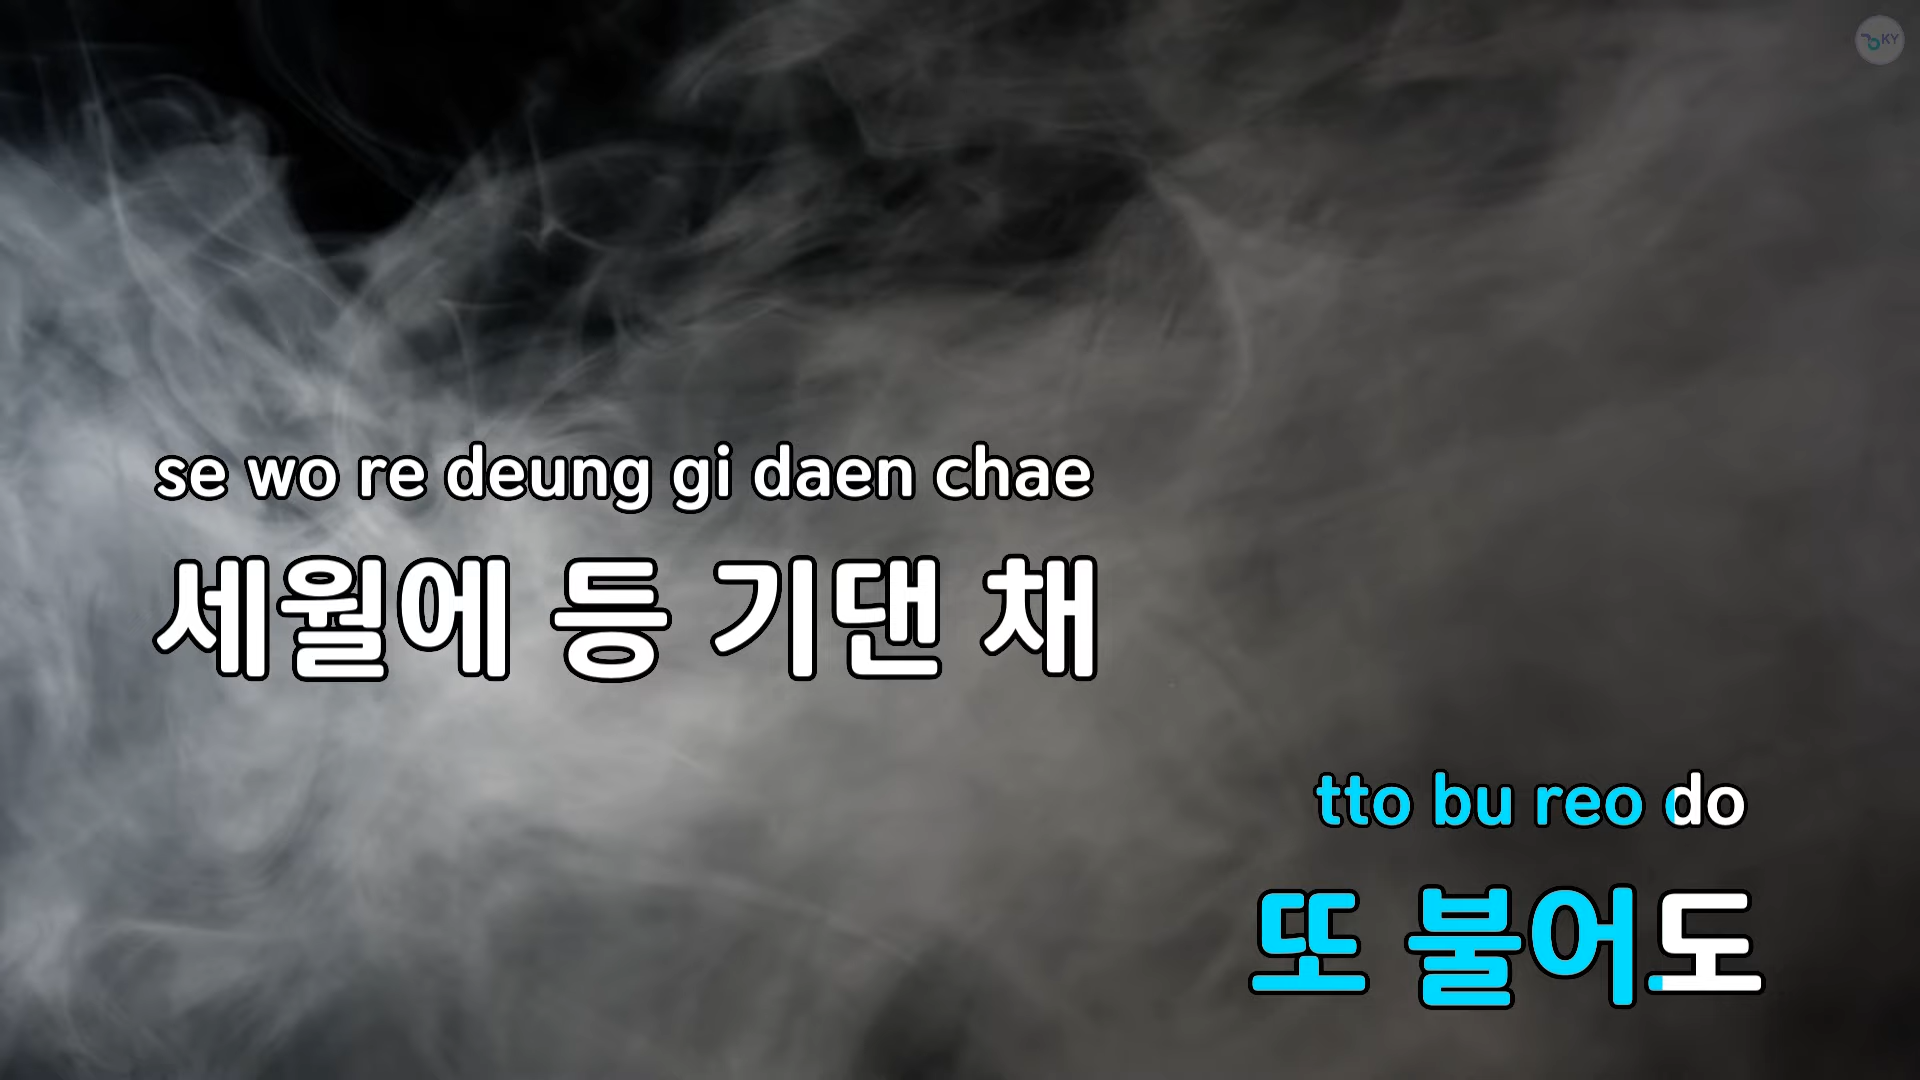 KY
se wo re deung gi daen chae
세월에 등 기댄 채
tto bu reo do
또 불어도